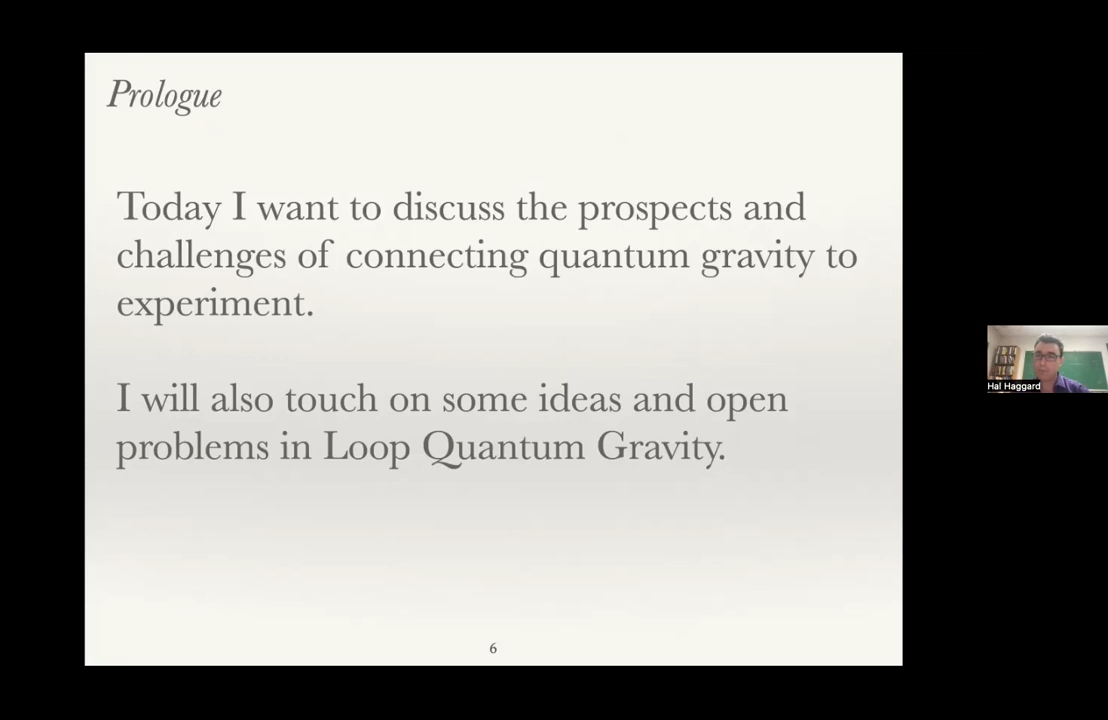 Prologue
Today I want to discuss the prospects and
challenges of connecting quantum gravity to
experiment.
I will also touch on some ideas and open
problems in Loop Quantum Gravity.
6
Hal Haggard